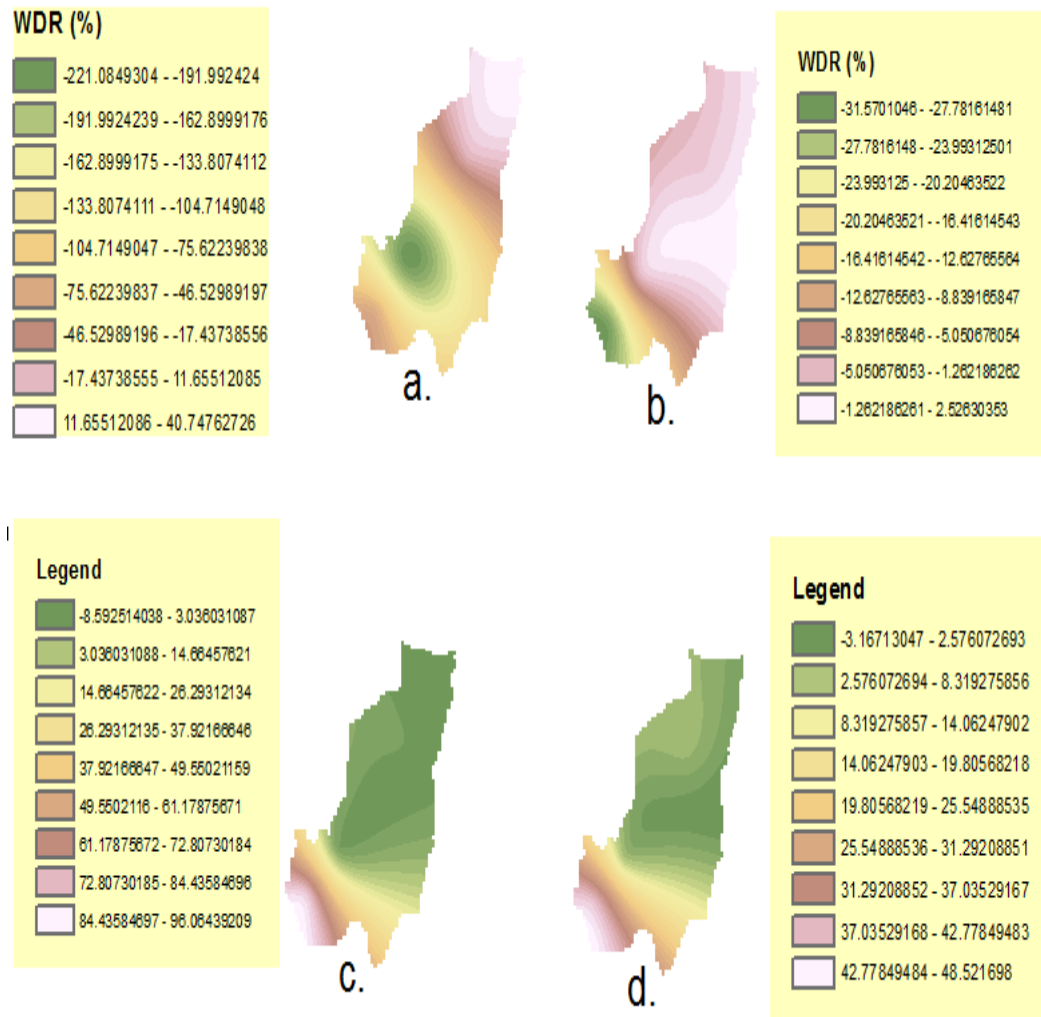 WDR (%)
-221.0849304 - -191.992424
-191.9924239 - -162.8999176
-162.8999175 - -133.8074112
-133.8074111 - -104.7149048
-104.7149047 - -75.62239838
-75.62239837 - -46.52989197
-46.52989196 - -17.43738556
-17.43738555 - 11.65512085
11.65512086 - 40.74762726
a.
WDR (%)
-31.5701046 - -27.78161481
-27.7816148 - -23.99312501
-23.993125 - -20.20463522
-20.20463521 - -16.41614543
-16.41614542 - -12.62765564
-12.62765563 - -8.839165847
-8.839165846 - -5.050676054
-5.050676053 - -1.262186262
-1.262186261 - 2.52630353
b.
Legend
-8.592514038 - 3.036031087
3.036031088 - 14.66457621
14.66457622 - 26.29312134
26.29312135 - 37.92166646
37.92166647 - 49.55021159
49.5502116 - 61.17875671
61.17875672 - 72.80730184
72.80730185 - 84.43584696
84.43584697 - 96.06439209
c.
Legend
-3.16713047 - 2.576072693
2.576072694 - 8.319275856
8.319275857 - 14.06247902
14.06247903 - 19.80568218
19.80568219 - 25.54888535
25.54888536 - 31.29208851
31.29208852 - 37.03529167
37.03529168 - 42.77849483
42.77849484 - 48.521698
d.